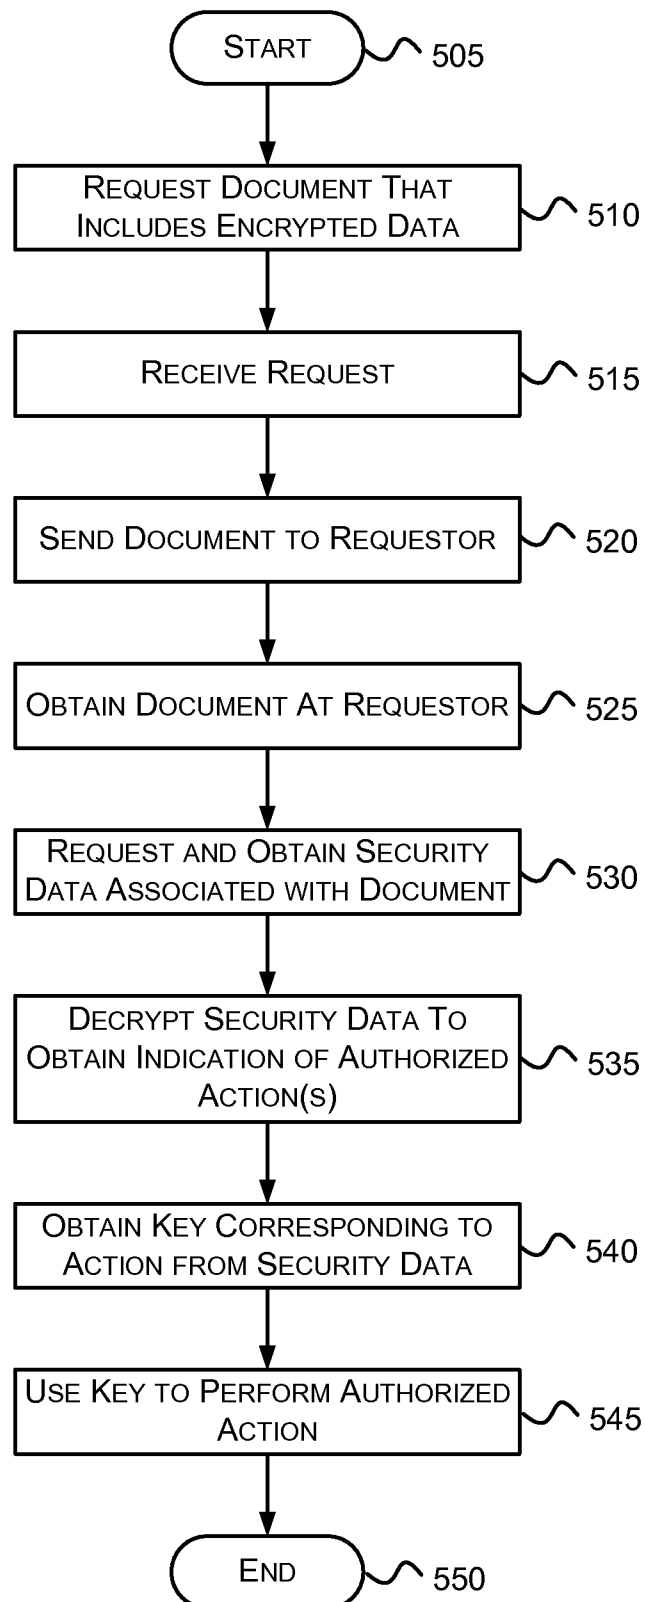 START
505
REQUEST DOCUMENT THAT
INCLUDES ENCRYPTED DATA
510
RECEIVE REQUEST
515
SEND DOCUMENT TO REQUESTOR
520
OBTAIN DOCUMENT AT REQUESTOR
525
REQUEST AND OBTAIN SECURITY
DATA ASSOCIATED WITH DOCUMENT
530
DECRYPT SECURITY DATA TO
OBTAIN INDICATION OF AUTHORIZED
ACTION(S)
535
OBTAIN KEY CORRESPONDING TO
ACTION FROM SECURITY DATA
540
USE KEY TO PERFORM AUTHORIZED
ACTION
545
END
550